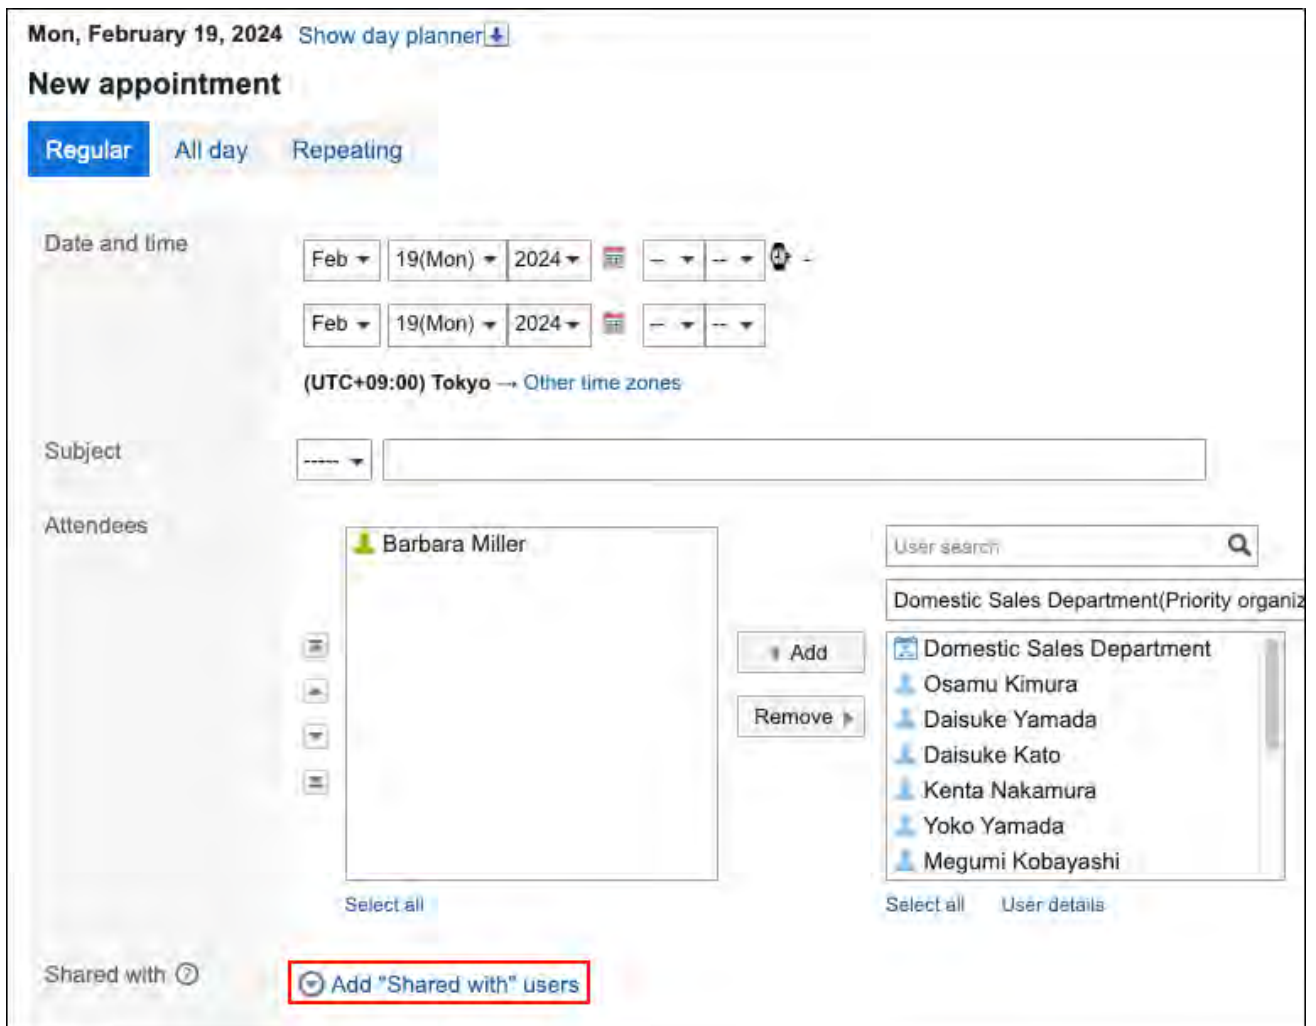 Mon, February 19, 2024 Show day planner
New appointment
Regular All day Repeating
Date and time
Feb 19(Mon) 2024 -- -- -
Feb 19(Mon) 2024 -- --
(UTC+09:00) Tokyo → Other time zones
Subject
-----
Attendees
Barbara Miller
User search
Domestic Sales Department(Priority organiz
Add
Remove
Domestic Sales Department
Osamu Kimura
Daisuke Yamada
Daisuke Kato
Kenta Nakamura
Yoko Yamada
Megumi Kobayashi
Select all
Select all User details
Shared with ?
Add "Shared with" users